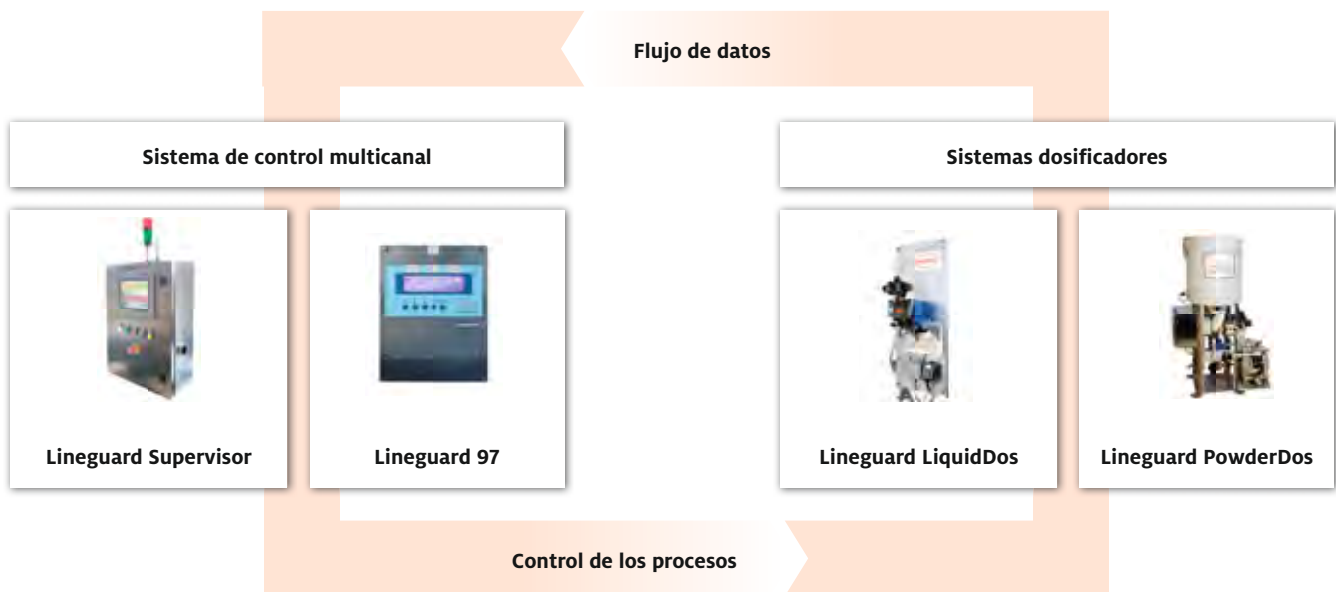 Flujo de datos
Sistema de control multicanal
Sistemas dosificadores
Lineguard Supervisor
Lineguard 97
Lineguard LiquidDos
Lineguard PowderDos
Control de los procesos